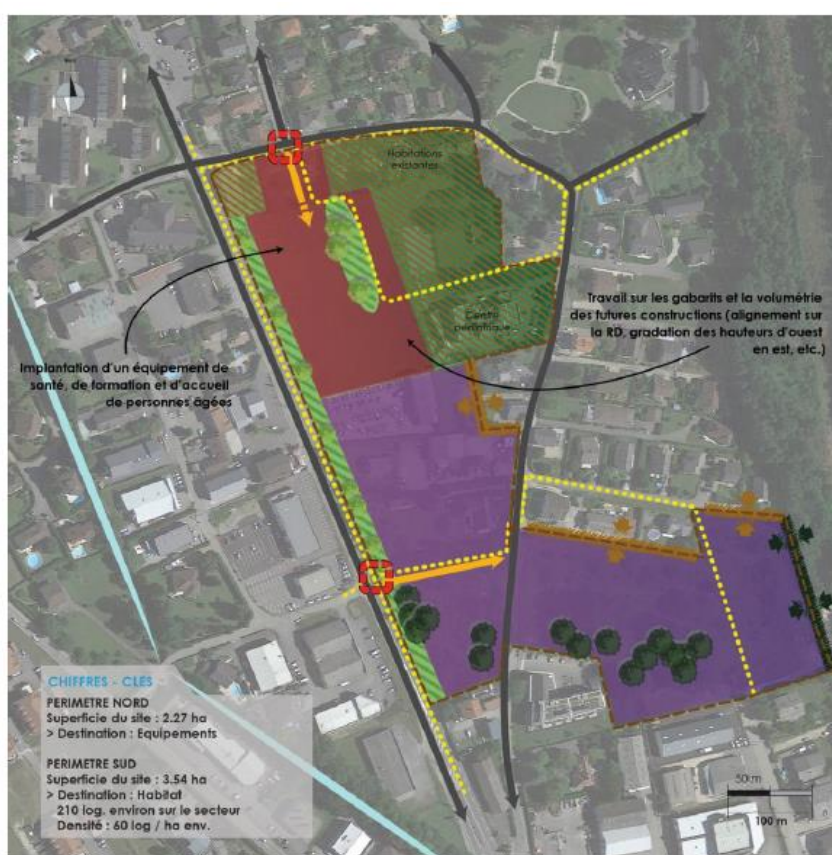 Habitations
existantes
Travail sur les gabarits et la volumétrie
des futures constructions (alignement sur
la RD, gradation des hauteurs d'ouest
en est, etc.)
Centre
Implantation d'un équipement de
santé, de formation et d'accueil
de personnes âgées
CHIFFRES - CLES
PERIMETRE NORD
Superficie du site : 2.27 ha
> Destination : Equipements
PERIMETRE SUD
Superficie du site : 3.54 ha
> Destination : Habitat
210 log. environ sur le secteur
Densité : 60 log / ha env.
50 m
100 m